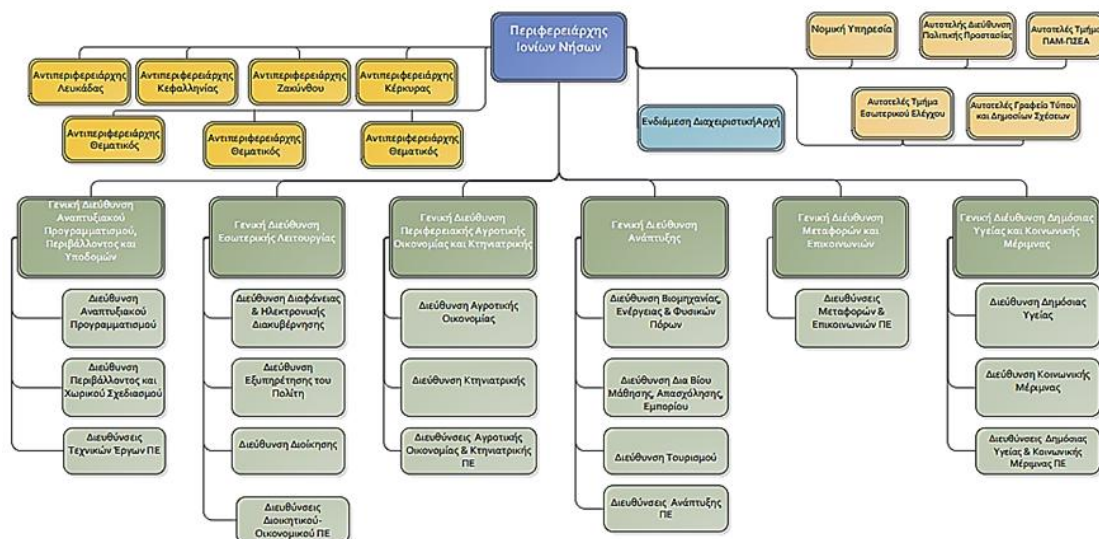 Περιφερειάρχης
Ιονίων Νήσων
Νομική Υπηρεσία
Αυτοτελής Διεύθυνση
Πολιτικής Προστασίας
Αυτοτελές Τμήμα
ΠΑΜ-ΠΣΕΑ
Αντιπεριφερειάρχης
Λευκάδας
Αντιπεριφερειάρχης
Κεφαλληνίας
Αντιπεριφερειάρχης
Ζακύνθου
Αντιπεριφερειάρχης
Κέρκυρας
Ενδιάμεση ΔιαχειριστικήΑρχή
Αυτοτελές Τμήμα
Εσωτερικού Ελέγχου
Αυτοτελές Γραφείο Τύπου
και Δημοσίων Σχέσεων
Αντιπεριφερειάρχης
Θεματικός
Αντιπεριφερειάρχης
Θεματικός
Αντιπεριφερειάρχης
Θεματικός
Γενική Διεύθυνση
Αναπτυξιακού
Προγραμματισμού,
Περιβάλλοντος και
Υποδομών
Γενική Διεύθυνση
Εσωτερικής Λειτουργίας
Γενική Διεύθυνση
Περιφερειακής Αγροτικής
Οικονομίας και Κτηνιατρικής
Γενική Διεύθυνση
Ανάπτυξης
Γενική Διεύθυνση
Μεταφορών και
Επικοινωνιών
Γενική Διέυθυνση Δημόσιας
Υγείας και Κοινωνικής
Μέριμνας
Διεύθυνση
Αναπτυξιακού
Προγραμματισμού
Διεύθυνση Διαφάνειας
& Ηλεκτρονικής
Διακυβέρνησης
Διεύθυνση Αγροτικής
Οικονομίας
Διεύθυνση Βιομηχανίας,
Ενέργειας & Φυσικών
Πόρων
Διευθύνσεις
Μεταφορών &
Επικοινωνιών ΠΕ
Διεύθυνση Δημόσιας
Υγείας
Διεύθυνση
Περιβάλλοντος και
Χωρικού Σχεδιασμού
Διεύθυνση
Εξυπηρέτησης του
Πολίτη
Διεύθυνση Κτηνιατρικής
Διεύθυνση Δια Βίου
Μάθησης, Απασχόλησης,
Εμπορίου
Διεύθυνση Κοινωνικής
Μέριμνας
Διευθύνσεις
Τεχνικών Έργων ΠΕ
Διεύθυνση Διοίκησης
Διευθύνσεις Αγροτικής
Οικονομίας & Κτηνιατρικής
ΠΕ
Διεύθυνση Τουρισμού
Διευθύνσεις Δημόσιας
Υγείας & Κοινωνικής
Μέριμνας ΠΕ
Διευθύνσεις
Διοικητικού-
Οικονομικού ΠΕ
Διευθύνσεις Ανάπτυξης
ΠΕ